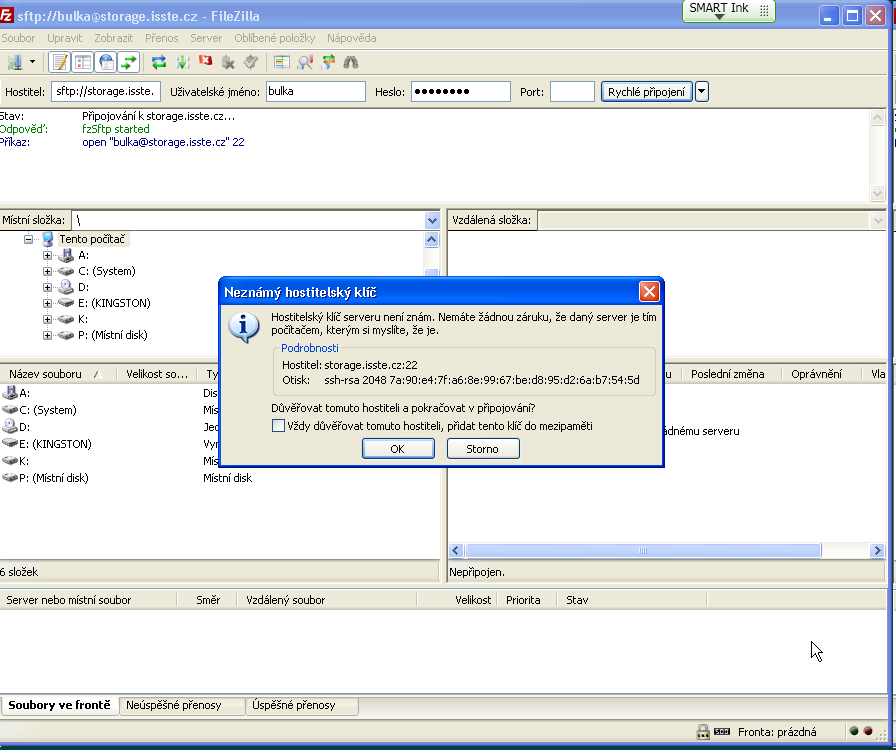 sftp://bulka@storage.isste.cz - FileZilla
SMART Ink
Soubor Upravit Zobrazit Přenos Server Oblíbené položky Nápověda
Hostitel: sftp://storage.isste. Uživatelské jméno: bulka Heslo: ●●●●●●●● Port: Rychlé připojení
Stav: Připojování k storage.isste.cz...
Odpověď: fzSftp started
Příkaz: open "bulka@storage.isste.cz" 22
Místní složka: \
Vzdálená složka:
Tento počítač
A:
C: (System)
D:
E: (KINGSTON)
K:
P: (Místní disk)
Neznámý hostitelský klíč
Hostitelský klíč serveru není znám. Nemáte žádnou záruku, že daný server je tím
počítačem, kterým si myslíte, že je.
Podrobnosti
Hostitel: storage.isste.cz:22
Otisk: ssh-rsa 2048 7a:90:e4:7f:a6:8e:99:67:be:d8:95:d2:6a:b7:54:5d
Důvěřovat tomuto hostiteli a pokračovat v připojování?
Vždy důvěřovat tomuto hostiteli, přidat tento klíč do mezipaměti
OK Storno
Název souboru Velikost so... Ty
A: Dis
C: (System) Mís
D: Jed
E: (KINGSTON) Vyr
K: Mís
P: (Místní disk) Místní disk
u Poslední změna Oprávnění Vla
ádnému serveru
6 složek
Nepřipojen.
Server nebo místní soubor Směr Vzdálený soubor Velikost Priorita Stav
Soubory ve frontě Neúspěšné přenosy Úspěšné přenosy
Fronta: prázdná